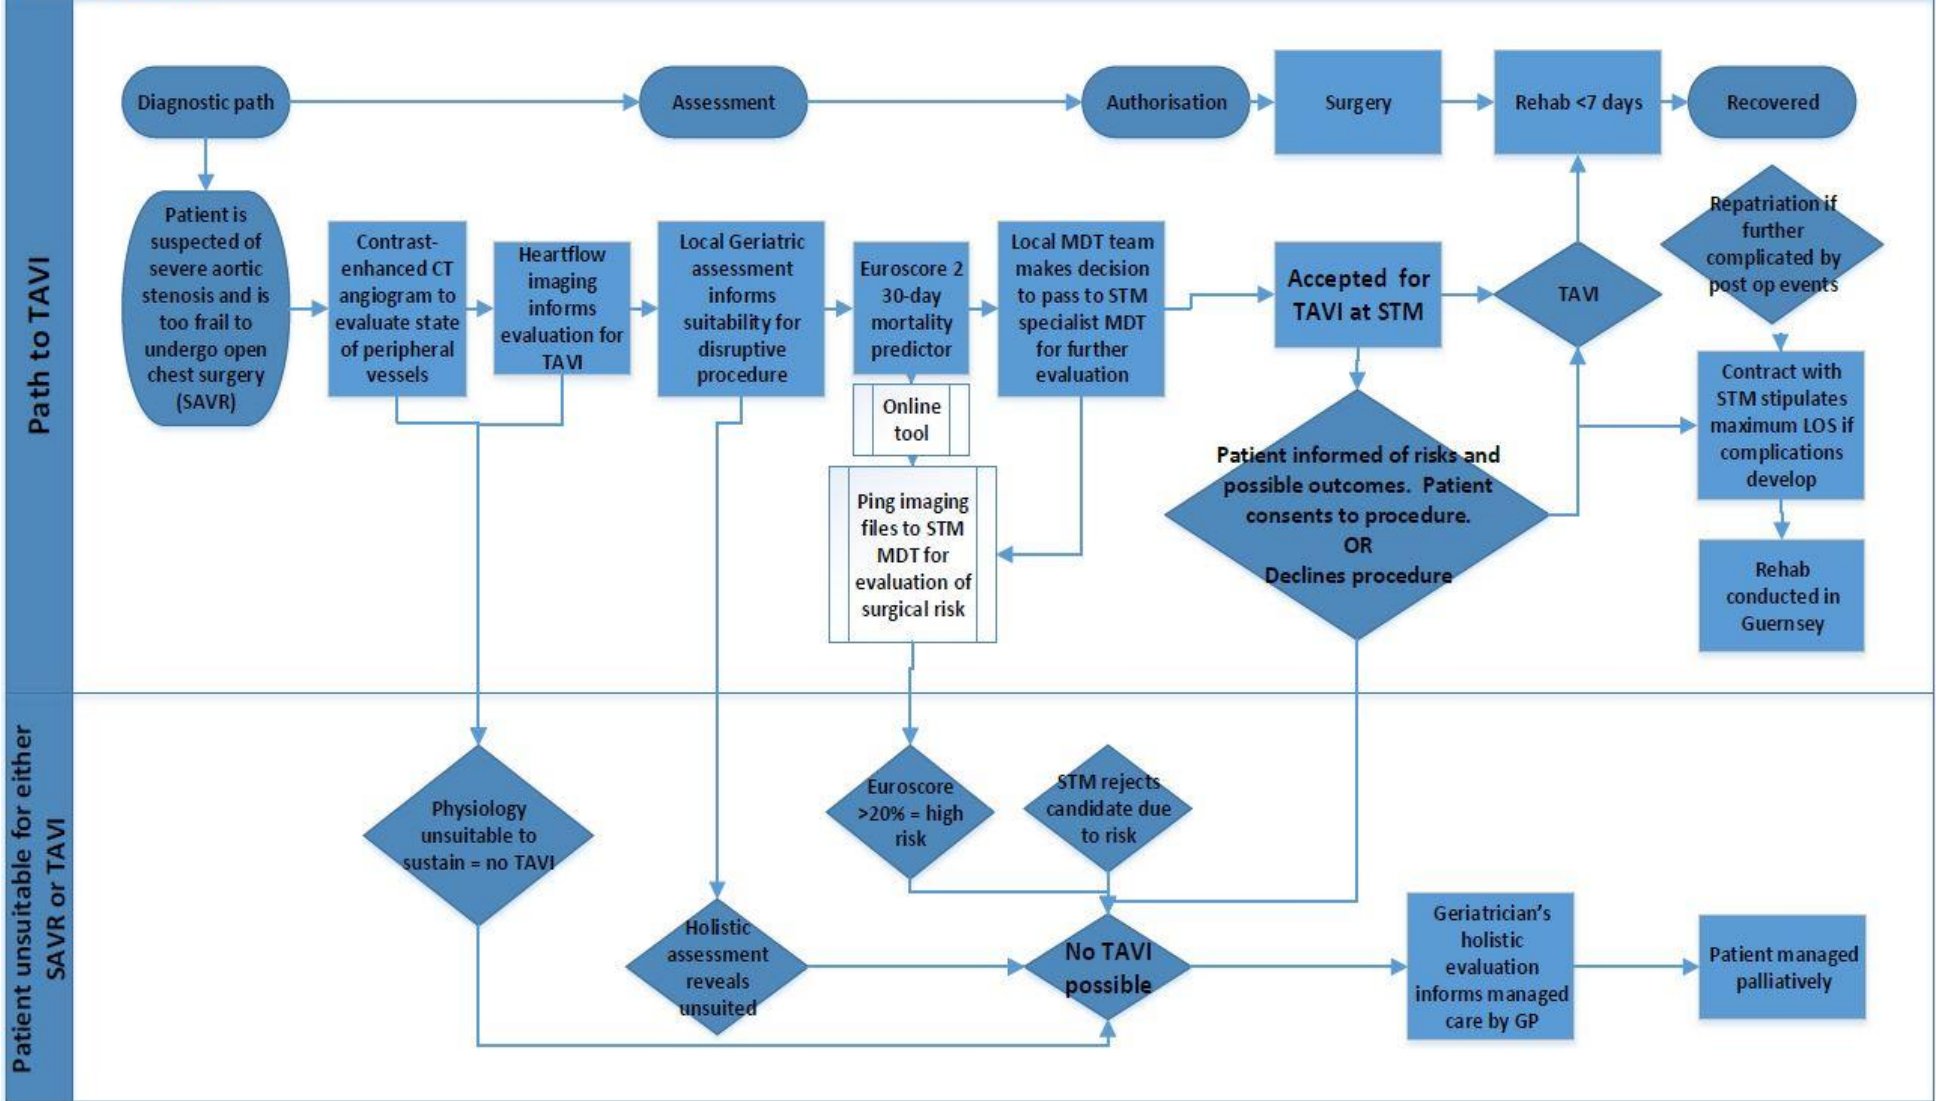 Path to TAVI
Diagnostic path
Assessment
Authorisation
Surgery
Rehab <7 days
Recovered
Patient is
suspected of
severe aortic
stenosis and is
too frail to
undergo open
chest surgery
(SAVR)
Contrast-
enhanced CT
angiogram to
evaluate state
of peripheral
vessels
Heartflow
imaging
informs
evaluation for
TAVI
Local Geriatric
assessment
informs
suitability for
disruptive
procedure
Euroscore 2
30-day
mortality
predictor
Online
tool
Ping imaging
files to STM
MDT for
evaluation of
surgical risk
Local MDT team
makes decision
to pass to STM
specialist MDT
for further
evaluation
Accepted for
TAVI at STM
TAVI
Patient informed of risks and
possible outcomes. Patient
consents to procedure.
OR
Declines procedure
Repatriation if
further
complicated by
post op events
Contract with
STM stipulates
maximum LOS if
complications
develop
Rehab
conducted in
Guernsey
Patient unsuitable for either
SAVR or TAVI
Physiology
unsuitable to
sustain = no TAVI
Holistic
assessment
reveals
unsuited
Euroscore
>20% = high
risk
STM rejects
candidate due
to risk
No TAVI
possible
Geriatrician's
holistic
evaluation
informs managed
care by GP
Patient managed
palliatively